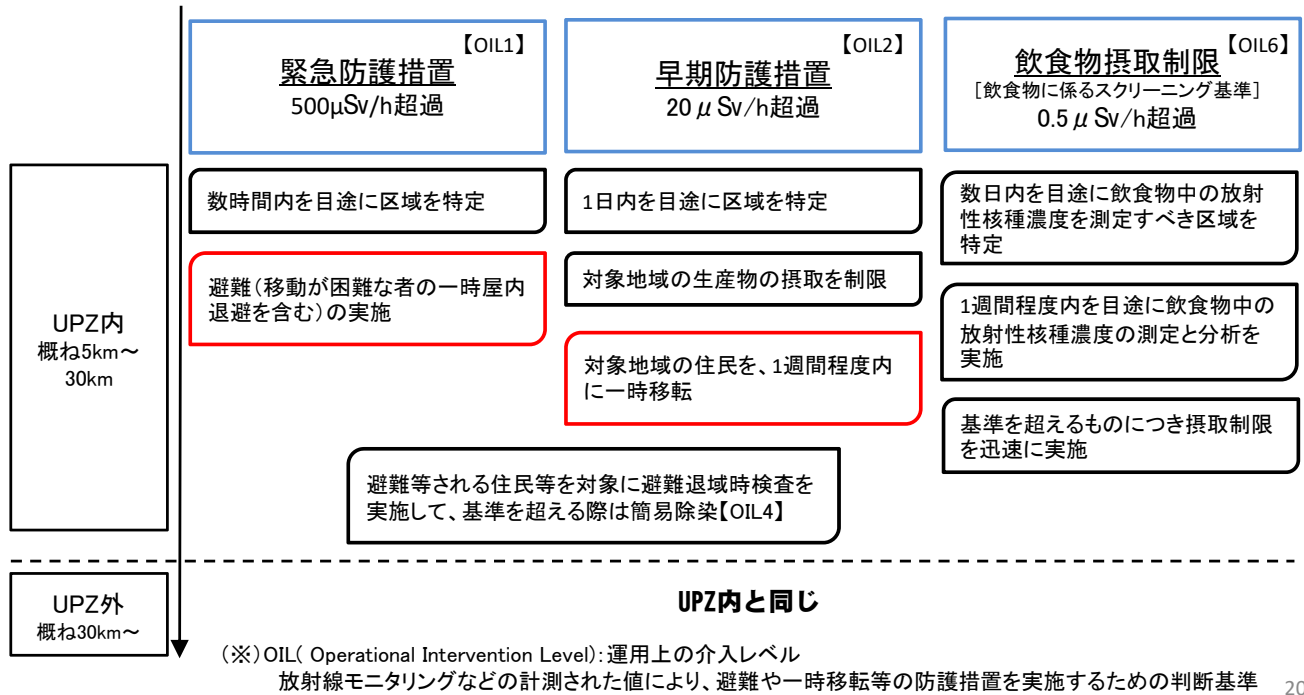 【OIL1】
緊急防護措置
500μSv/h超過
【OIL2】
早期防護措置
20μSv/h超過
【OIL6】
飲食物摂取制限
[飲食物に係るスクリーニング基準]
0.5μSv/h超過
UPZ内
概ね5km～
30km
数時間内を目途に区域を特定
避難(移動が困難な者の一時屋内
退避を含む)の実施
1日内を目途に区域を特定
対象地域の生産物の摂取を制限
対象地域の住民を、1週間程度内
に一時移転
数日内を目途に飲食物中の放射
性核種濃度を測定すべき区域を
特定
1週間程度内を目途に飲食物中の
放射性核種濃度の測定と分析を
実施
基準を超えるものにつき摂取制限
を迅速に実施
避難等される住民等を対象に避難退域時検査を
実施して、基準を超える際は簡易除染【OIL4】
UPZ外
概ね30km～
UPZ内と同じ
(※)OIL( Operational Intervention Level):運用上の介入レベル
放射線モニタリングなどの計測された値により、避難や一時移転等の防護措置を実施するための判断基準
20